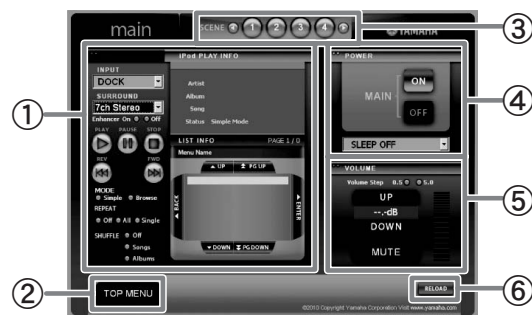 main
SCENE 1 2 3 4
YAMAHA
③
①
INPUT
DOCK
SURROUND
7ch Stereo
Enhancer On Off
PLAY PAUSE STOP
REV FWD
MODE
Simple Browse
REPEAT
Off All Single
SHUFFLE Off
Songs
Albums
iPod PLAY INFO
Artist
Album
Song
Status Simple Mode
LIST INFO PAGE 1 / 0
Menu Name
UP PG UP
BACK
ENTER
DOWN PG DOWN
POWER
MAIN
ON
OFF
SLEEP OFF
④
VOLUME
Volume Step 0.5 5.0
UP
--.-dB
DOWN
MUTE
⑤
②
TOP MENU
RELOAD
⑥
©2010 Copyright Yamaha Corporation Visit www.yamaha.com